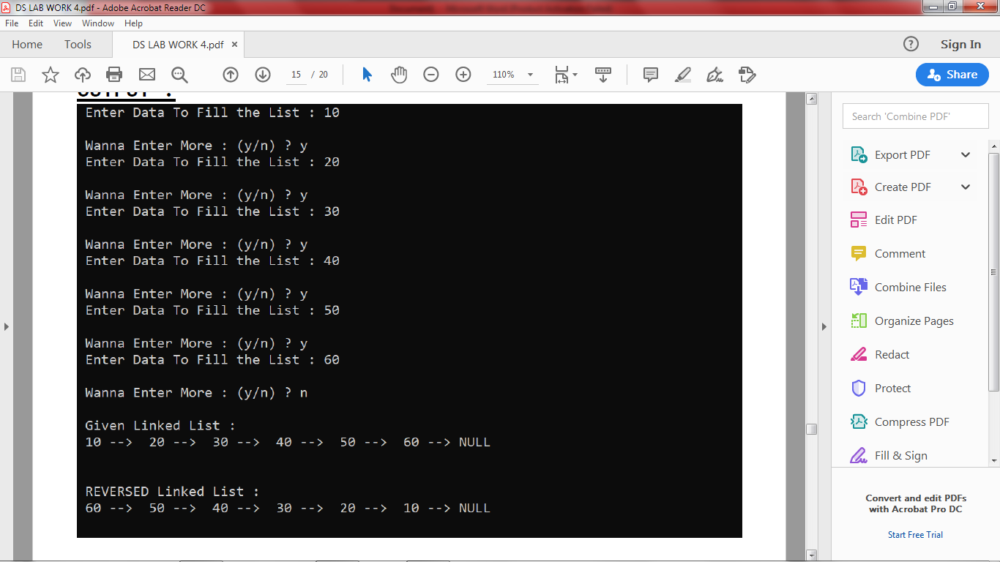 DS LAB WORK 4.pdf - Adobe Acrobat Reader DC
File Edit View Window Help
Home Tools DS LAB WORK 4.pdf × ? Sign In
15 / 20 110% Share
OUTPUT :
Enter Data To Fill the List : 10
Wanna Enter More : (y/n) ? y
Enter Data To Fill the List : 20
Wanna Enter More : (y/n) ? y
Enter Data To Fill the List : 30
Wanna Enter More : (y/n) ? y
Enter Data To Fill the List : 40
Wanna Enter More : (y/n) ? y
Enter Data To Fill the List : 50
Wanna Enter More : (y/n) ? y
Enter Data To Fill the List : 60
Wanna Enter More : (y/n) ? n
Given Linked List :
10 --> 20 --> 30 --> 40 --> 50 --> 60 --> NULL
REVERSED Linked List :
60 --> 50 --> 40 --> 30 --> 20 --> 10 --> NULL
Search 'Combine PDF'
Export PDF
Create PDF
Edit PDF
Comment
Combine Files
Organize Pages
Redact
Protect
Compress PDF
Fill & Sign
Convert and edit PDFs
with Acrobat Pro DC
Start Free Trial